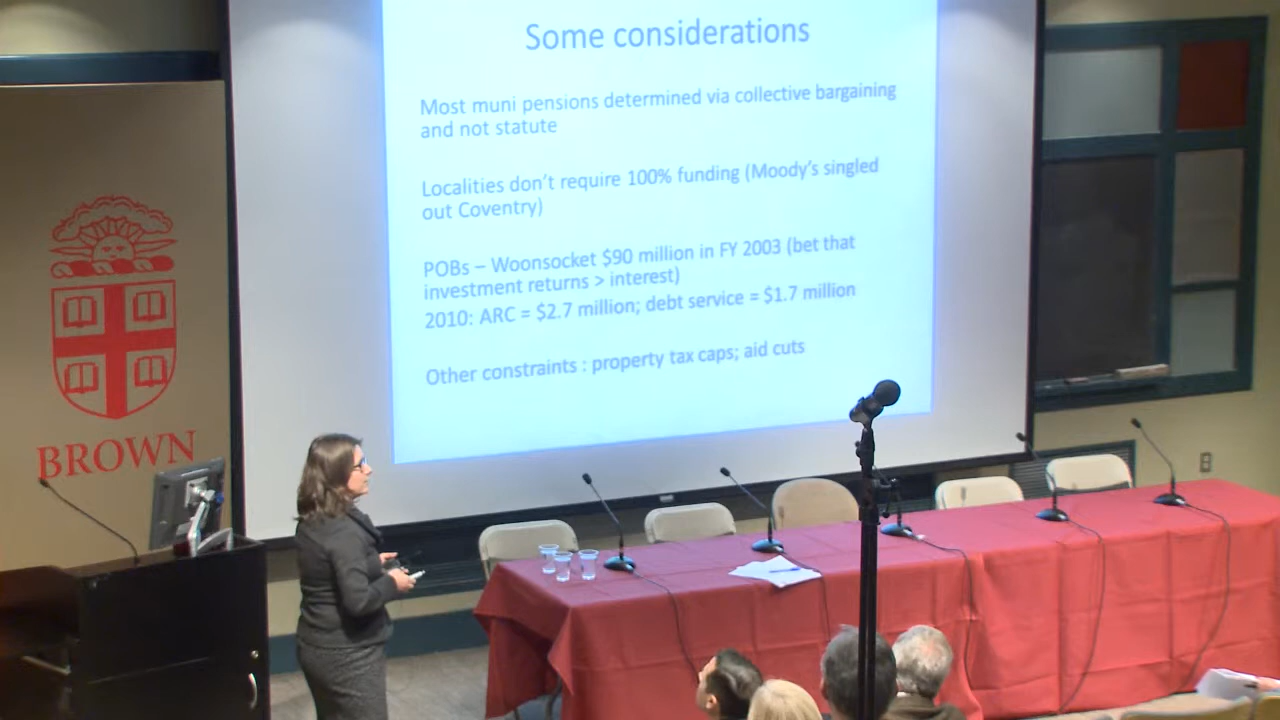 Some considerations
Most muni pensions determined via collective bargaining
and not statute
Localities don't require 100% funding (Moody's singled
out Coventry)
POBs – Woonsocket $90 million in FY 2003 (bet that
investment returns > interest)
2010: ARC = $2.7 million; debt service = $1.7 million
Other constraints : property tax caps; aid cuts
BROWN